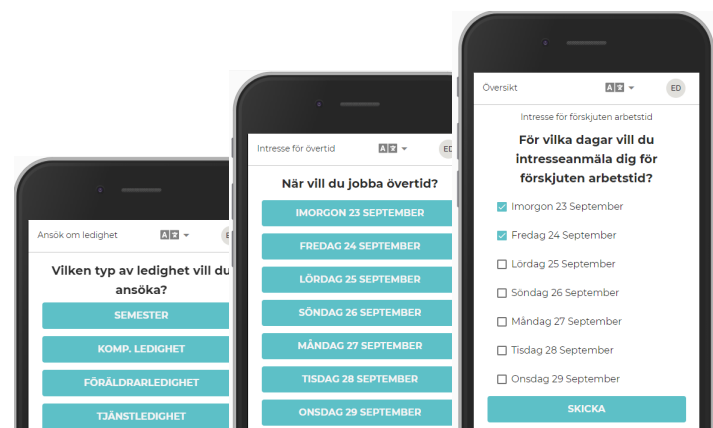 Ansök om ledighet
Vilken typ av ledighet vill du
ansöka?
SEMESTER
KOMP. LEDIGHET
FÖRÄLDRARLEDIGHET
TJÄNSTLEDIGHET
Intresse för övertid
A
ED
När vill du jobba övertid?
IMORGON 23 SEPTEMBER
FREDAG 24 SEPTEMBER
LÖRDAG 25 SEPTEMBER
SÖNDAG 26 SEPTEMBER
MÅNDAG 27 SEPTEMBER
TISDAG 28 SEPTEMBER
ONSDAG 29 SEPTEMBER
Översikt
A
ED
Intresse för förskjuten arbetstid
För vilka dagar vill du
intresseanmäla dig för
förskjuten arbetstid?
Imorgon 23 September
Fredag 24 September
Lördag 25 September
Söndag 26 September
Måndag 27 September
Tisdag 28 September
Onsdag 29 September
SKICKA